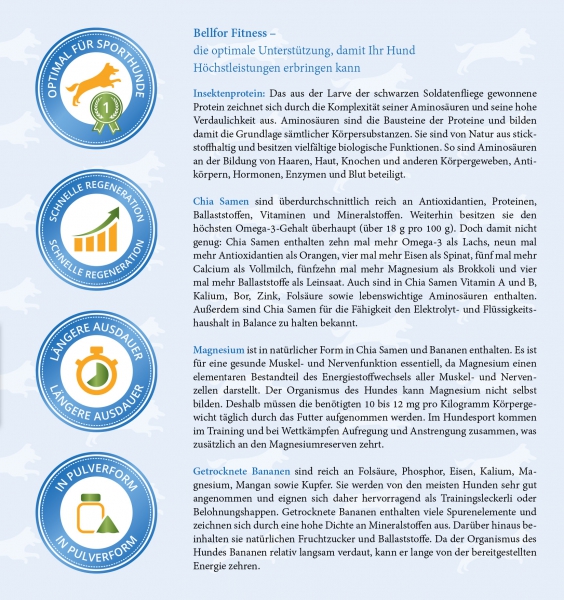 OPTIMAL FÜR SPORTHUNDE
1
SCHNELLE REGENERATION
SCHNELLE REGENERATION
LÄNGERE AUSDAUER
LÄNGERE AUSDAUER
IN PULVERFORM
IN PULVERFORM
Bellfor Fitness –
die optimale Unterstützung, damit Ihr Hund
Höchstleistungen erbringen kann
Insektenprotein: Das aus der Larve der schwarzen Soldatenfliege gewonnene
Protein zeichnet sich durch die Komplexität seiner Aminosäuren und seine hohe
Verdaulichkeit aus. Aminosäuren sind die Bausteine der Proteine und bilden
damit die Grundlage sämtlicher Körpersubstanzen. Sie sind von Natur aus stick-
stoffhaltig und besitzen vielfältige biologische Funktionen. So sind Aminosäuren
an der Bildung von Haaren, Haut, Knochen und anderen Körpergeweben, Anti-
körpern, Hormonen, Enzymen und Blut beteiligt.
Chia Samen sind überdurchschnittlich reich an Antioxidantien, Proteinen,
Ballaststoffen, Vitaminen und Mineralstoffen. Weiterhin besitzen sie den
höchsten Omega-3-Gehalt überhaupt (über 18 g pro 100 g). Doch damit nicht
genug: Chia Samen enthalten zehn mal mehr Omega-3 als Lachs, neun mal
mehr Antioxidantien als Orangen, vier mal mehr Eisen als Spinat, fünf mal mehr
Calcium als Vollmilch, fünfzehn mal mehr Magnesium als Brokkoli und vier
mal mehr Ballaststoffe als Leinsaat. Auch sind in Chia Samen Vitamin A und B,
Kalium, Bor, Zink, Folsäure sowie lebenswichtige Aminosäuren enthalten.
Außerdem sind Chia Samen für die Fähigkeit den Elektrolyt- und Flüssigkeits-
haushalt in Balance zu halten bekannt.
Magnesium ist in natürlicher Form in Chia Samen und Bananen enthalten. Es ist
für eine gesunde Muskel- und Nervenfunktion essentiell, da Magnesium einen
elementaren Bestandteil des Energiestoffwechsels aller Muskel- und Nerven-
zellen darstellt. Der Organismus des Hundes kann Magnesium nicht selbst
bilden. Deshalb müssen die benötigten 10 bis 12 mg pro Kilogramm Körperge-
wicht täglich durch das Futter aufgenommen werden. Im Hundesport kommen
im Training und bei Wettkämpfen Aufregung und Anstrengung zusammen, was
zusätzlich an den Magnesiumreserven zehrt.
Getrocknete Bananen sind reich an Folsäure, Phosphor, Eisen, Kalium, Ma-
gnesium, Mangan sowie Kupfer. Sie werden von den meisten Hunden sehr gut
angenommen und eignen sich daher hervorragend als Trainingsleckerli oder
Belohnungshappen. Getrocknete Bananen enthalten viele Spurenelemente und
zeichnen sich durch eine hohe Dichte an Mineralstoffen aus. Darüber hinaus be-
inhalten sie natürlichen Fruchtzucker und Ballaststoffe. Da der Organismus des
Hundes Bananen relativ langsam verdaut, kann er lange von der bereitgestellten
Energie zehren.